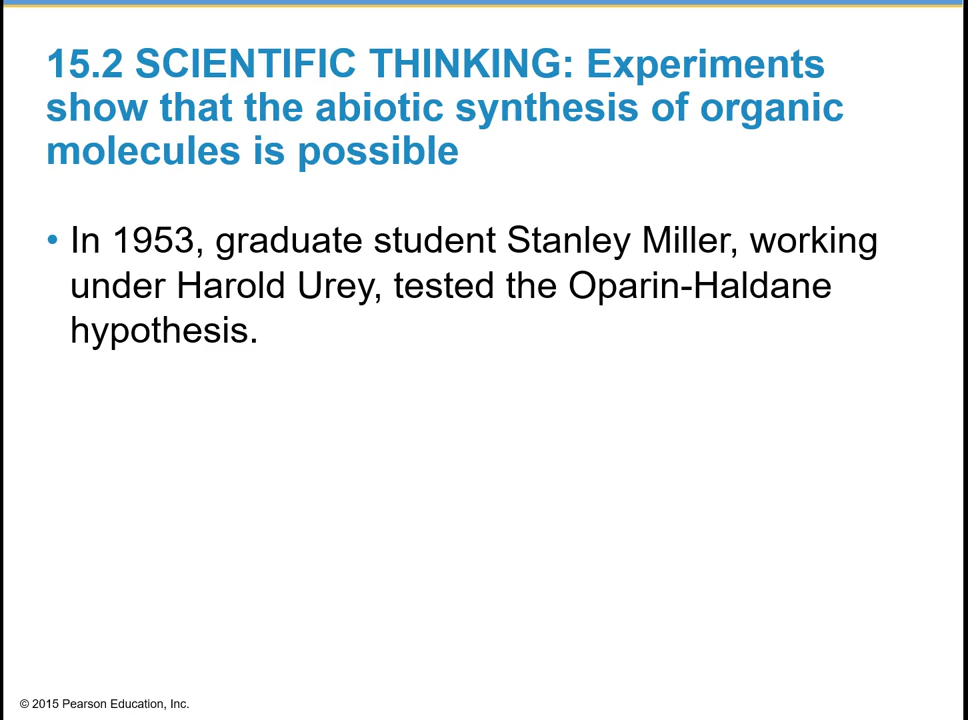 15.2 SCIENTIFIC THINKING: Experiments
show that the abiotic synthesis of organic
molecules is possible
• In 1953, graduate student Stanley Miller, working
under Harold Urey, tested the Oparin-Haldane
hypothesis.
© 2015 Pearson Education, Inc.